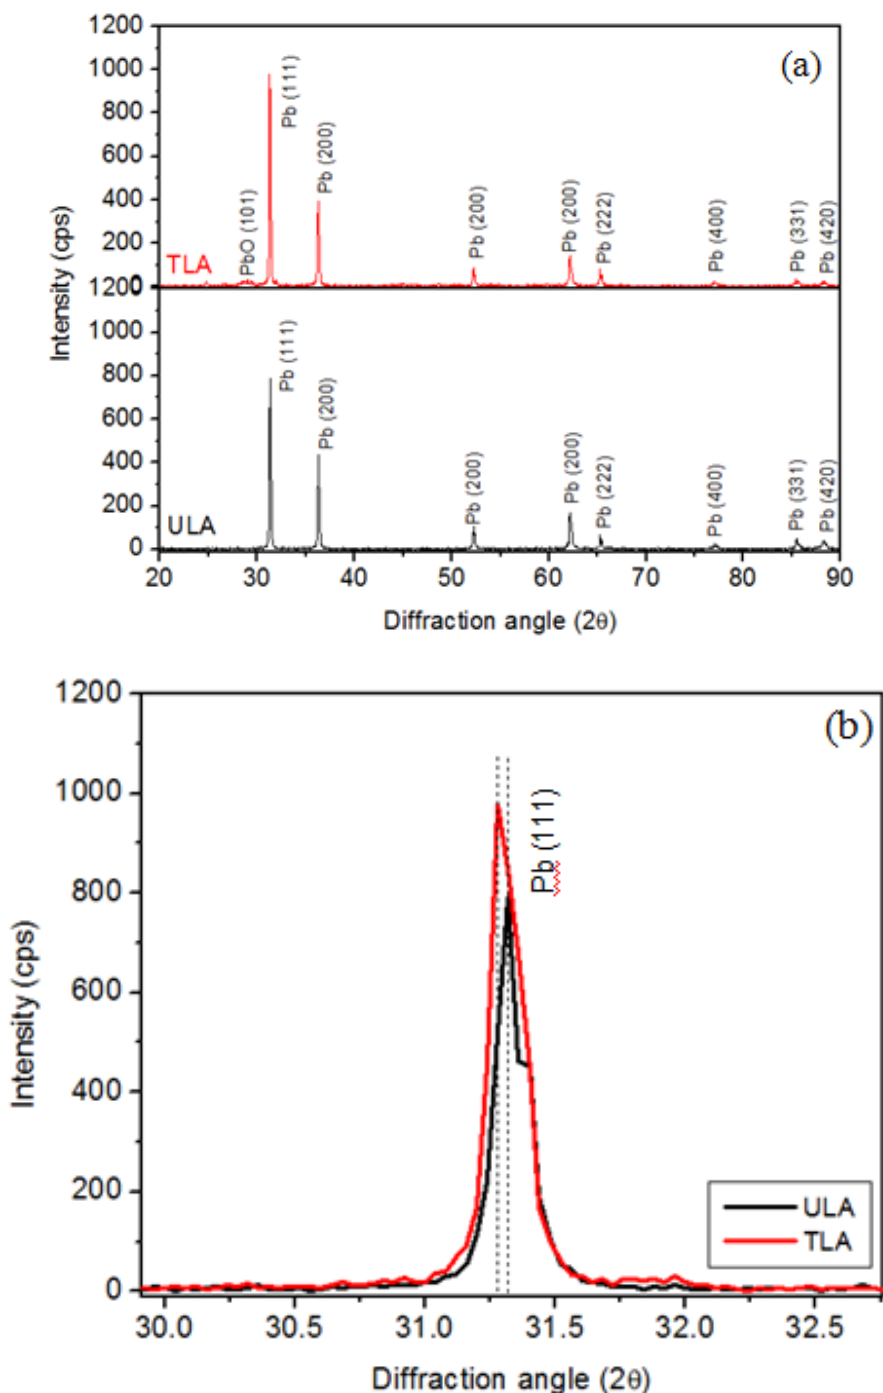 (a)
1200
1000
800
600
400
200
1200
0
1000
800
600
400
200
0
Intensity (cps)
TLA
PbO (101)
Pb (111)
Pb (200)
Pb (200)
Pb (200)
Pb (222)
Pb (400)
Pb (331)
Pb (420)
ULA
Pb (111)
Pb (200)
Pb (200)
Pb (200)
Pb (222)
Pb (400)
Pb (331)
Pb (420)
20 30 40 50 60 70 80 90
Diffraction angle (2θ)
(b)
1200
1000
800
600
400
200
0
Intensity (cps)
Pb (111)
ULA
TLA
30.0 30.5 31.0 31.5 32.0 32.5
Diffraction angle (2θ)